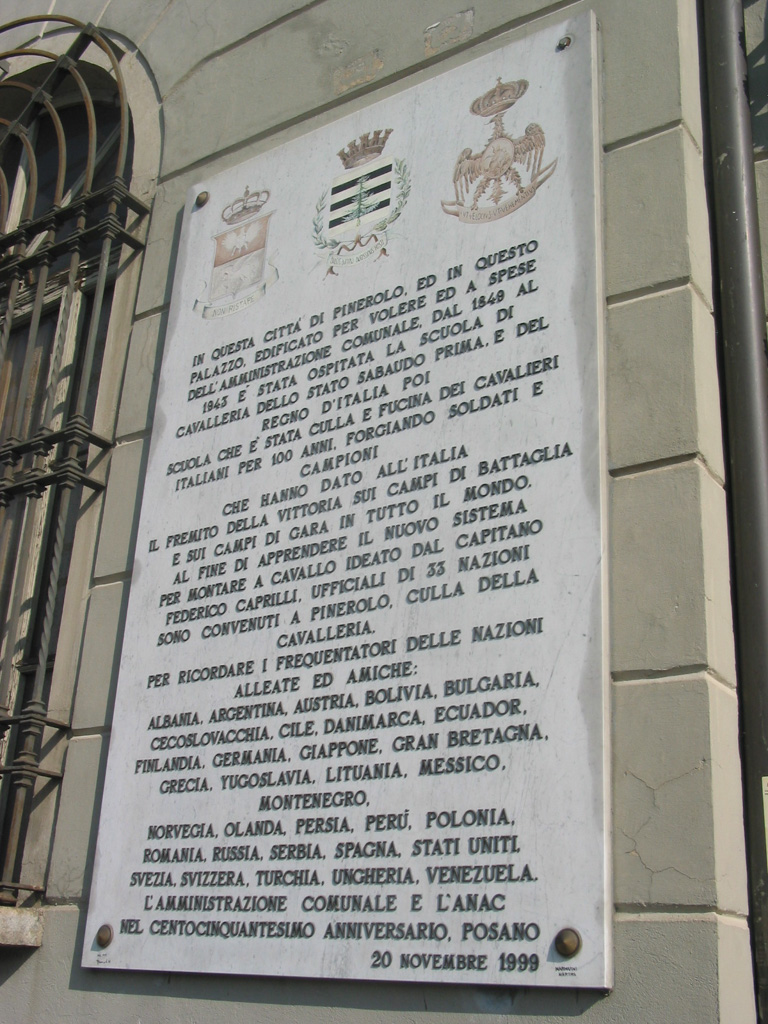 IN QUESTA CITTA' DI PINEROLO, ED IN QUESTO
PALAZZO, EDIFICATO PER VOLERE ED A SPESE
DELL'AMMINISTRAZIONE COMUNALE, DAL 1849 AL
1943 E' STATA OSPITATA LA SCUOLA DI
CAVALLERIA DELLO STATO SABAUDO PRIMA, E DEL
REGNO D'ITALIA POI
SCUOLA CHE E' STATA CULLA E FUCINA DEI CAVALIERI
ITALIANI PER 100 ANNI, FORGIANDO SOLDATI E
CAMPIONI
CHE HANNO DATO ALL'ITALIA
IL FREMITO DELLA VITTORIA SUI CAMPI DI BATTAGLIA
E SUI CAMPI DI GARA IN TUTTO IL MONDO.
AL FINE DI APPRENDERE IL NUOVO SISTEMA
PER MONTARE A CAVALLO IDEATO DAL CAPITANO
FEDERICO CAPRILLI, UFFICIALI DI 33 NAZIONI
SONO CONVENUTI A PINEROLO, CULLA DELLA
CAVALLERIA.
PER RICORDARE I FREQUENTATORI DELLE NAZIONI
ALLEATE ED AMICHE:
ALBANIA, ARGENTINA, AUSTRIA, BOLIVIA, BULGARIA,
CECOSLOVACCHIA, CILE, DANIMARCA, ECUADOR,
FINLANDIA, GERMANIA, GIAPPONE, GRAN BRETAGNA,
GRECIA, YUGOSLAVIA, LITUANIA, MESSICO,
MONTENEGRO,
NORVEGIA, OLANDA, PERSIA, PERÚ, POLONIA,
ROMANIA, RUSSIA, SERBIA, SPAGNA, STATI UNITI,
SVEZIA, SVIZZERA, TURCHIA, UNGHERIA, VENEZUELA.
L'AMMINISTRAZIONE COMUNALE E L'ANAC
NEL CENTOCINQUANTESIMO ANNIVERSARIO, POSANO
20 NOVEMBRE 1999